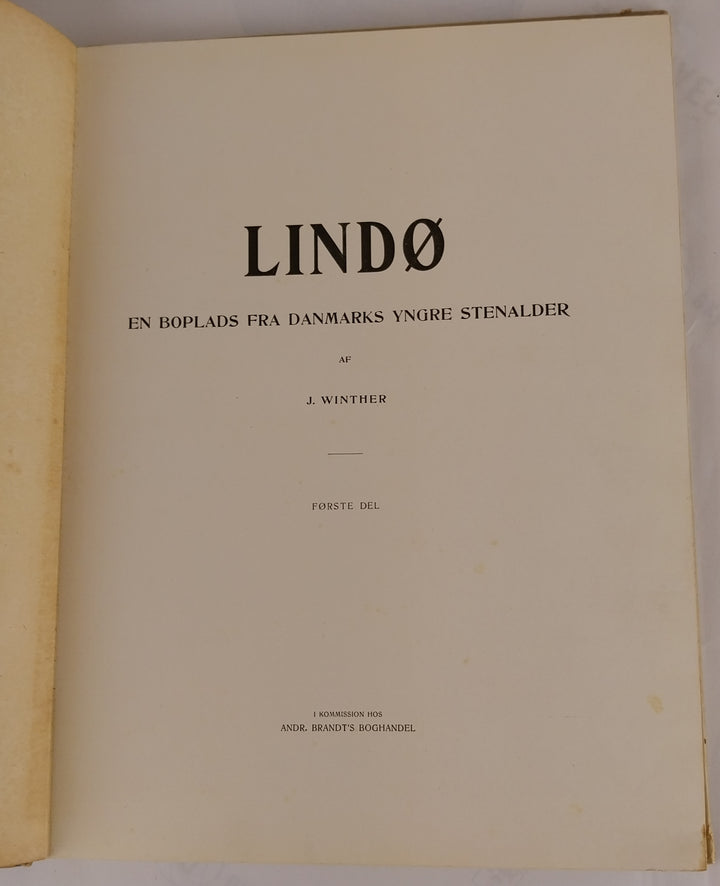 LINDØ
EN BOPLADS FRA DANMARKS YNGRE STENALDER
AF
J. WINTHER
FØRSTE DEL
I KOMMISSION HOS
ANDR. BRANDT'S BOGHANDEL